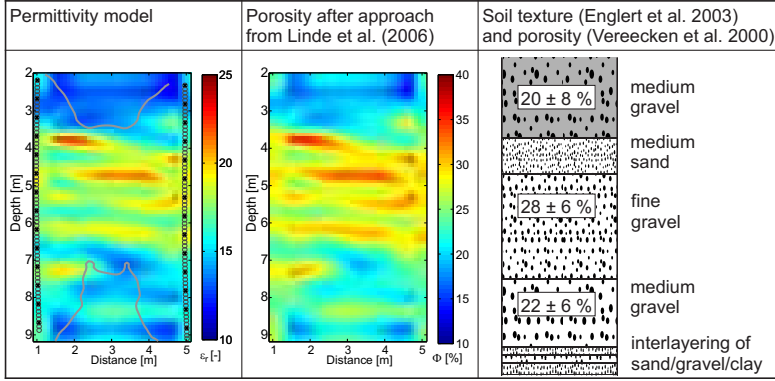 Permittivity model
Porosity after approach
from Linde et al. (2006)
Soil texture (Englert et al. 2003)
and porosity (Vereecken et al. 2000)
2
3
4
5
6
7
8
9
Depth [m]
1 2 3 4 5
Distance [m]
25
20
15
10
εr [-]
2
3
4
5
6
7
8
9
Depth [m]
1 2 3 4 5
Distance [m]
40
35
30
25
20
15
10
Φ [%]
20 ± 8 %
medium
gravel
medium
sand
28 ± 6 %
fine
gravel
22 ± 6 %
medium
gravel
interlayering of
sand/gravel/clay